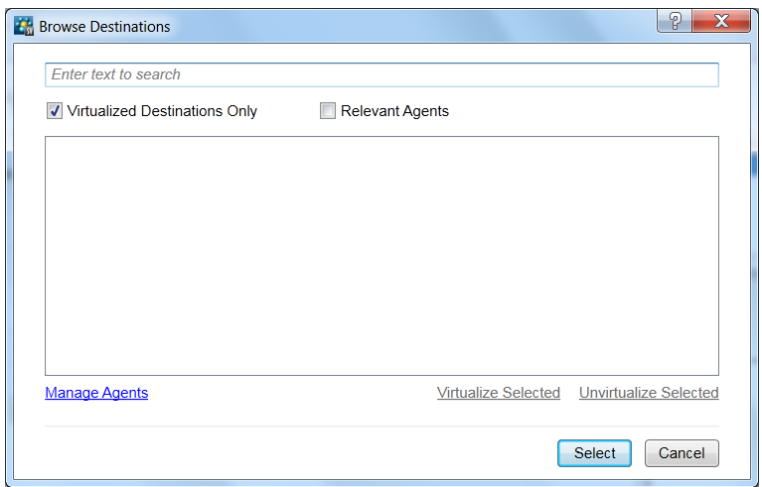 Browse Destinations
Enter text to search
Virtualized Destinations Only Relevant Agents
Manage Agents Virtualize Selected Unvirtualize Selected
Select Cancel